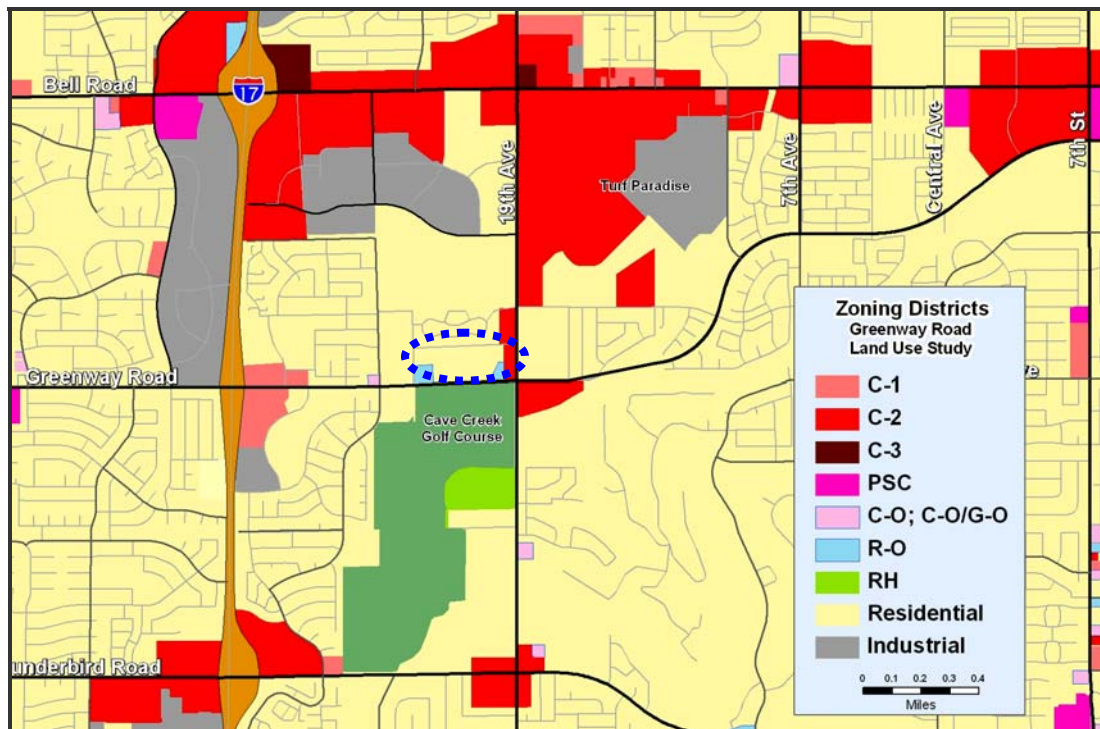 Bell Road
17
19th Ave
7th Ave
Central Ave
7th St
Turf Paradise
Greenway Road
Cave Creek
Golf Course
underbird Road
Zoning Districts
Greenway Road
Land Use Study
C-1
C-2
C-3
PSC
C-O; C-O/G-O
R-O
RH
Residential
Industrial
0 0.1 0.2 0.3 0.4
Miles
e